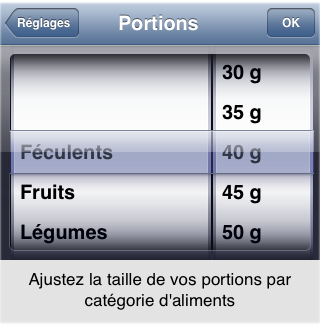 Réglages Portions OK
30 g
35 g
Féculents 40 g
Fruits 45 g
Légumes 50 g
Ajustez la taille de vos portions par
catégorie d'aliments